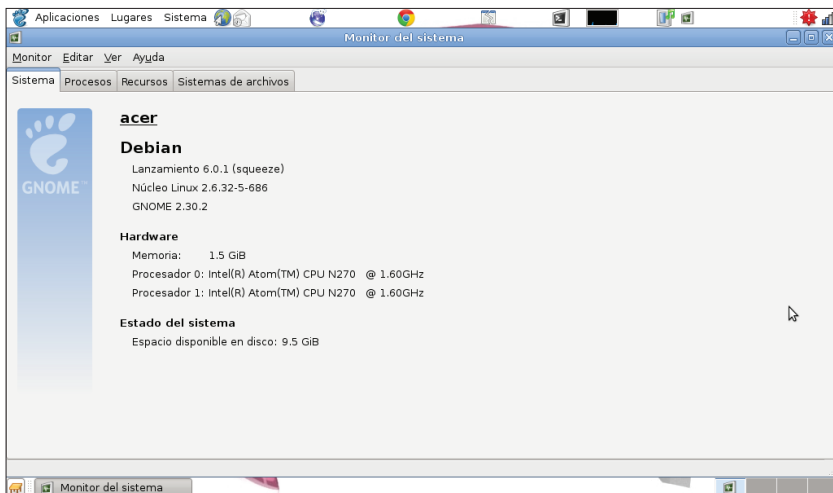 Aplicaciones Lugares Sistema
Monitor del sistema
Monitor Editar Ver Ayuda
Sistema Procesos Recursos Sistemas de archivos
GNOME™
acer
Debian
Lanzamiento 6.0.1 (squeeze)
Núcleo Linux 2.6.32-5-686
GNOME 2.30.2
Hardware
Memoria: 1.5 GiB
Procesador 0: Intel(R) Atom(TM) CPU N270 @ 1.60GHz
Procesador 1: Intel(R) Atom(TM) CPU N270 @ 1.60GHz
Estado del sistema
Espacio disponible en disco: 9.5 GiB
Monitor del sistema